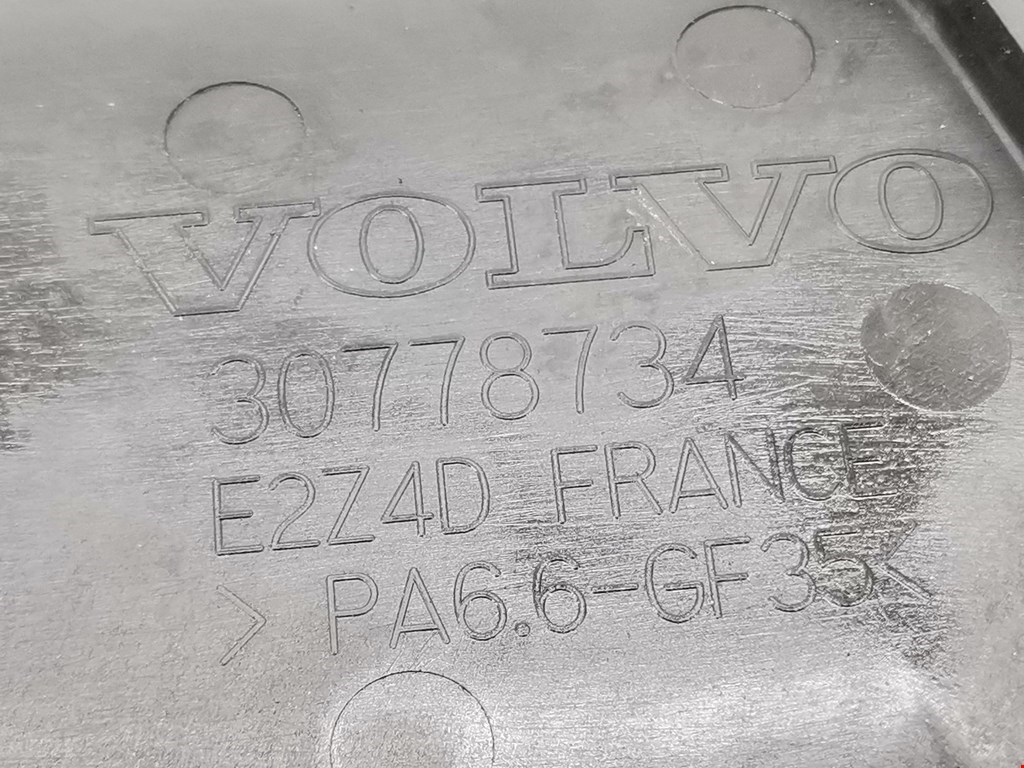 VOLVO
30778734
E2Z4D FRANCE
>PA6.6-GF35<